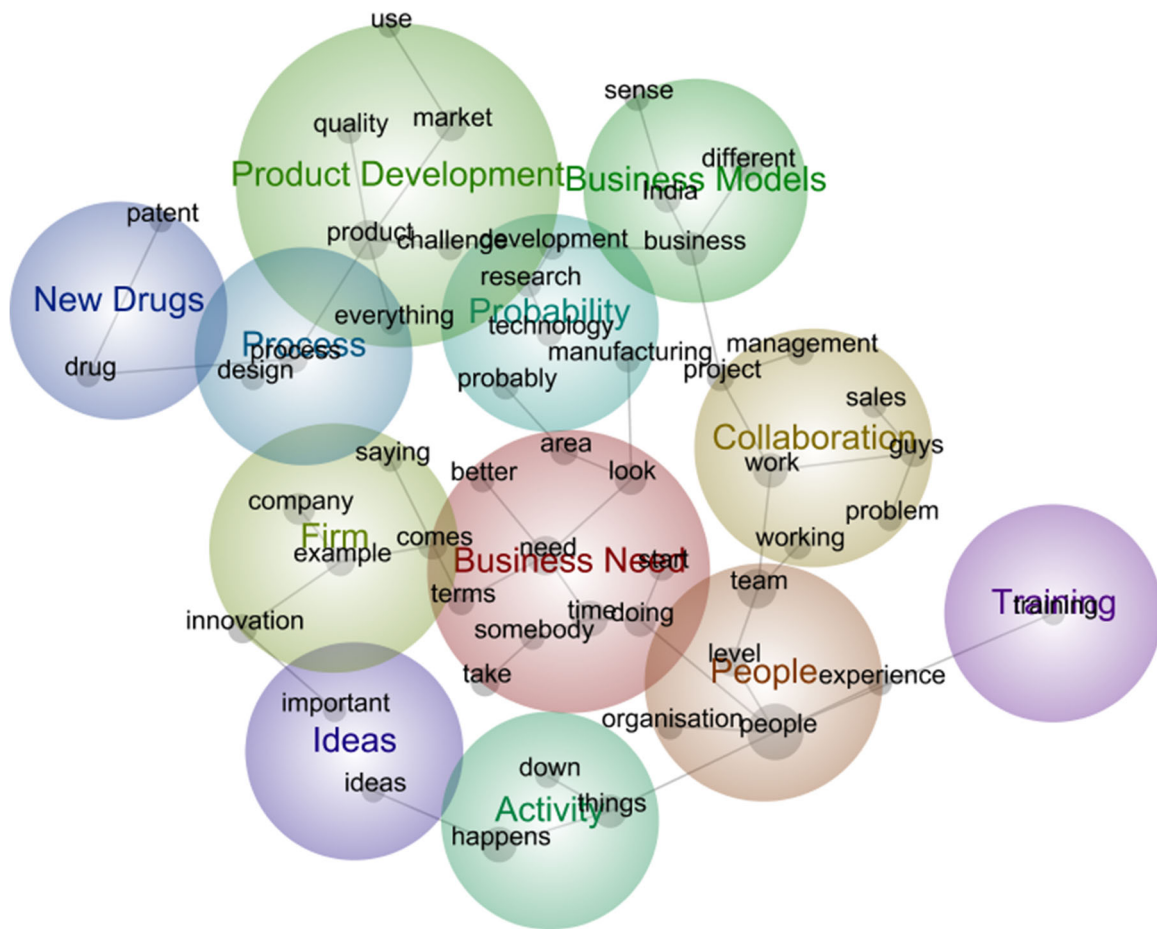 use
sense
market
quality
different
Product Development
Business Models
India
patent
product
challenge
development
business
research
New Drugs
Probability
everything
technology
Process
process
manufacturing
management
drug
design
probably
project
sales
Collaboration
area
guys
saying
better
look
work
company
problem
Firm
comes
working
example
need
Business Need
start
team
terms
Training
training
time
doing
innovation
somebody
level
People
experience
take
important
organisation
people
Ideas
down
ideas
things
Activity
happens